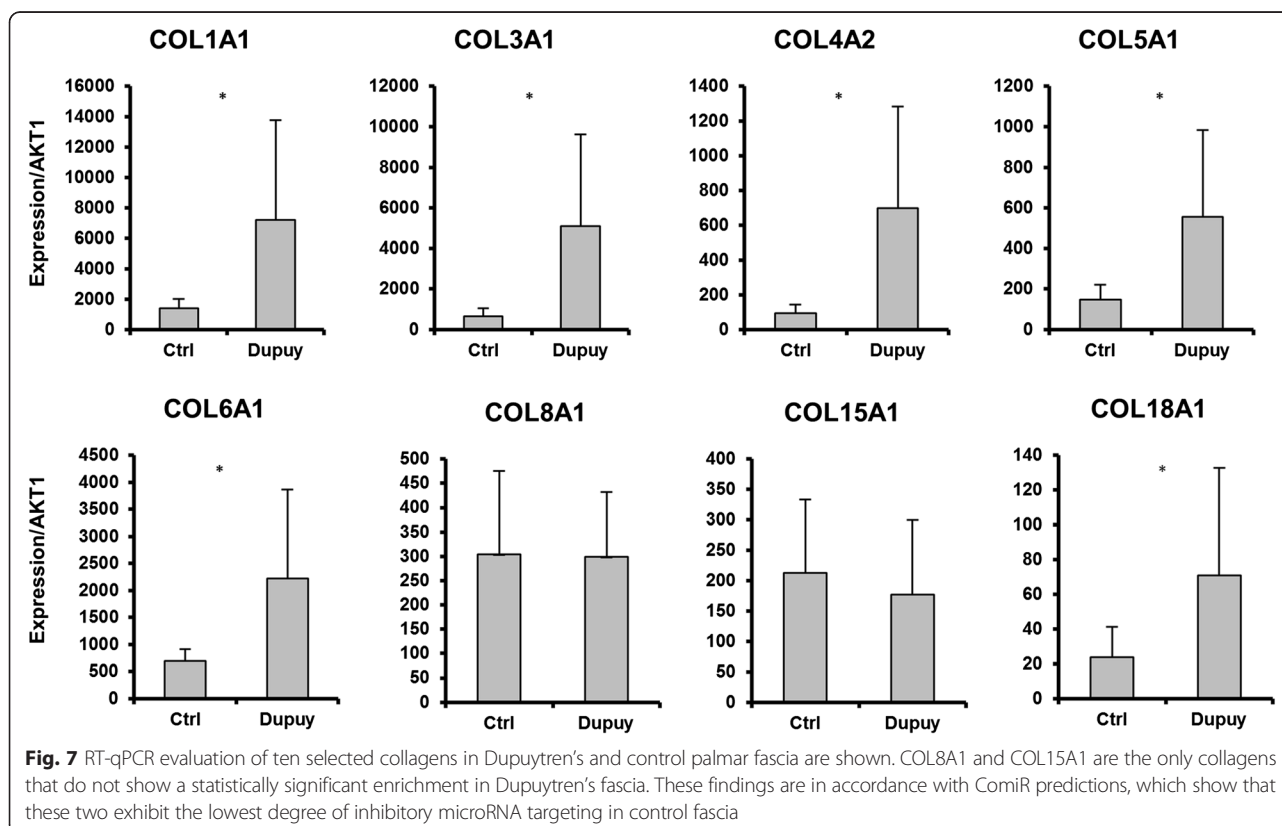 COL1A1 COL3A1 COL4A2 COL5A1
Expression/AKT1
16000 12000 1400 1200
14000 10000 1200 1000
12000 8000 1000 800
10000 6000 800 600
8000 4000 600 400
6000 2000 400 200
4000 0 200 0
2000 0
0
* * * *
Ctrl Dupuy Ctrl Dupuy Ctrl Dupuy Ctrl Dupuy
COL6A1 COL8A1 COL15A1 COL18A1
Expression/AKT1
4500 500 400 140
4000 450 350 120
3500 400 300 100
3000 350 250 80
2500 300 200 60
2000 250 150 40
1500 200 100 20
1000 150 50 0
500 100 0
0 50
0
* *
Ctrl Dupuy Ctrl Dupuy Ctrl Dupuy Ctrl Dupuy
Fig. 7 RT-qPCR evaluation of ten selected collagens in Dupuytren's and control palmar fascia are shown. COL8A1 and COL15A1 are the only collagens
that do not show a statistically significant enrichment in Dupuytren's fascia. These findings are in accordance with ComiR predictions, which show that
these two exhibit the lowest degree of inhibitory microRNA targeting in control fascia